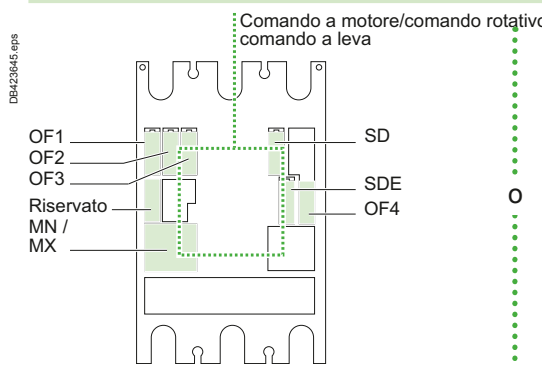 Comando a motore/comando rotativo
comando a leva
DB423645.eps
OF1
OF2
OF3
Riservato
MN /
MX
SD
SDE
OF4
o